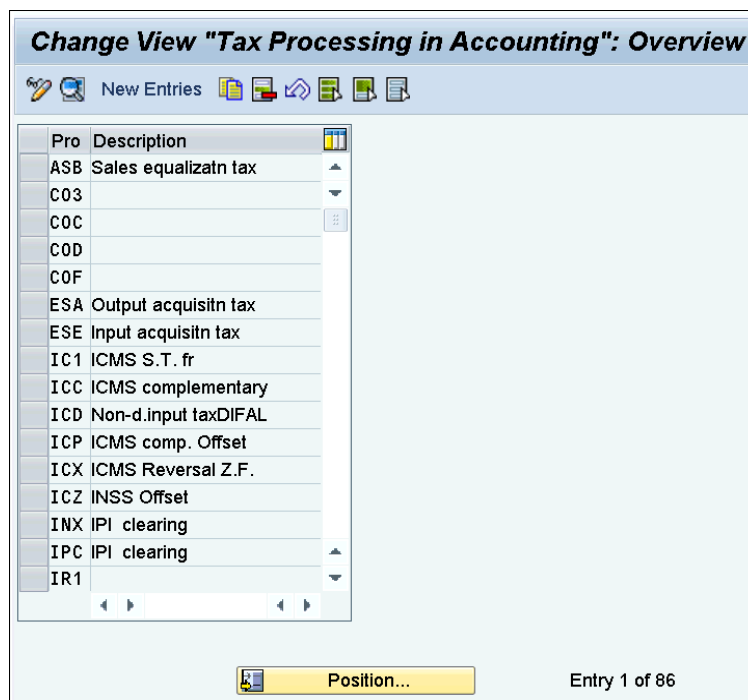 Change View "Tax Processing in Accounting": Overview
New Entries
Pro Description
ASB Sales equalizatn tax
CO3
COC
COD
COF
ESA Output acquisitn tax
ESE Input acquisitn tax
IC1 ICMS S.T. fr
ICC ICMS complementary
ICD Non-d.input taxDIFAL
ICP ICMS comp. Offset
ICX ICMS Reversal Z.F.
ICZ INSS Offset
INX IPI clearing
IPC IPI clearing
IR1
Position... Entry 1 of 86